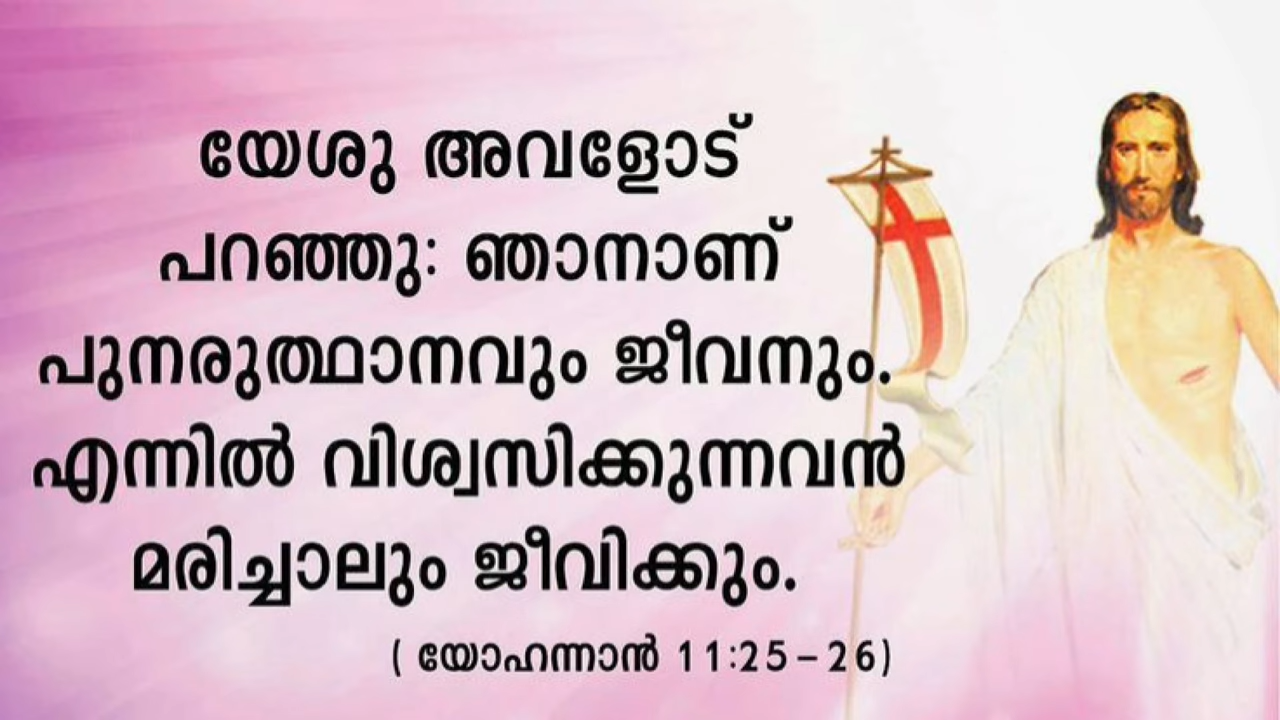 യേശു അവളോട്
പറഞ്ഞു: ഞാനാണ്
പുനരുത്ഥാനവും ജീവനും.
എന്നിൽ വിശ്വസിക്കുന്നവൻ
മരിച്ചാലും ജീവിക്കും.
( യോഹന്നാൻ 11:25-26)